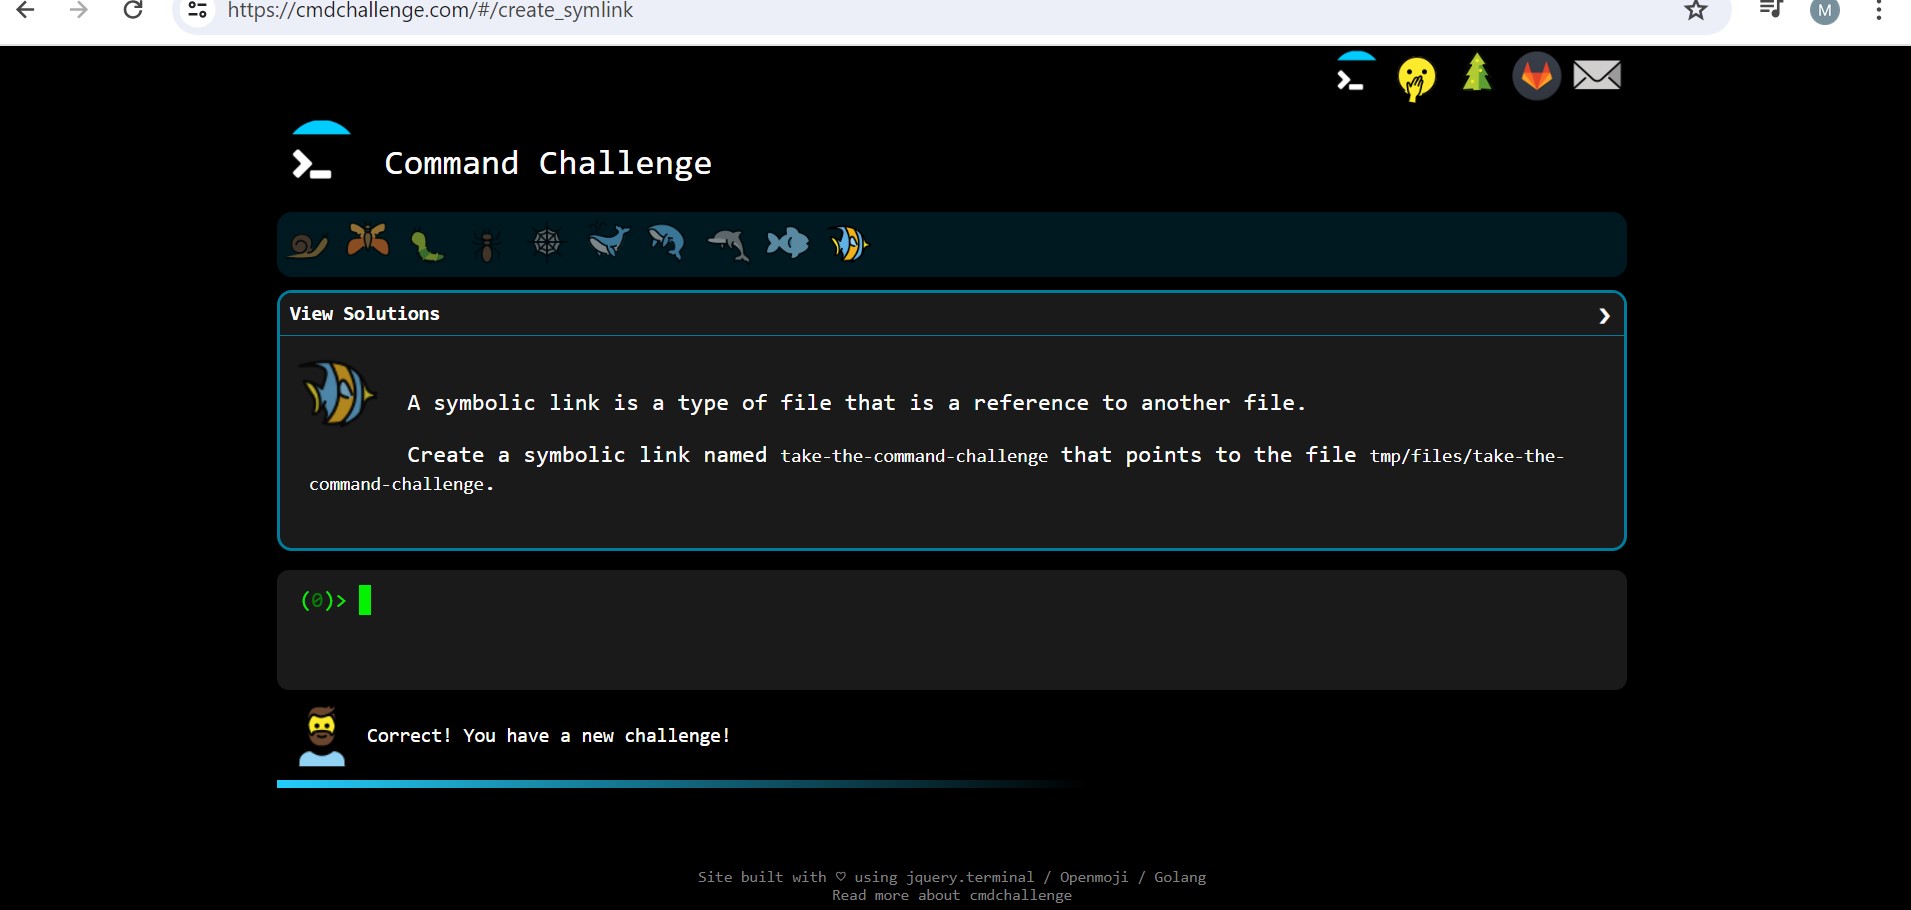 https://cmdchallenge.com/#/create_symlink
M
Command Challenge
View Solutions
A symbolic link is a type of file that is a reference to another file.
Create a symbolic link named take-the-command-challenge that points to the file tmp/files/take-the-
command-challenge.
(0)>
Correct! You have a new challenge!
Site built with ♡ using jquery.terminal / Openmoji / Golang
Read more about cmdchallenge